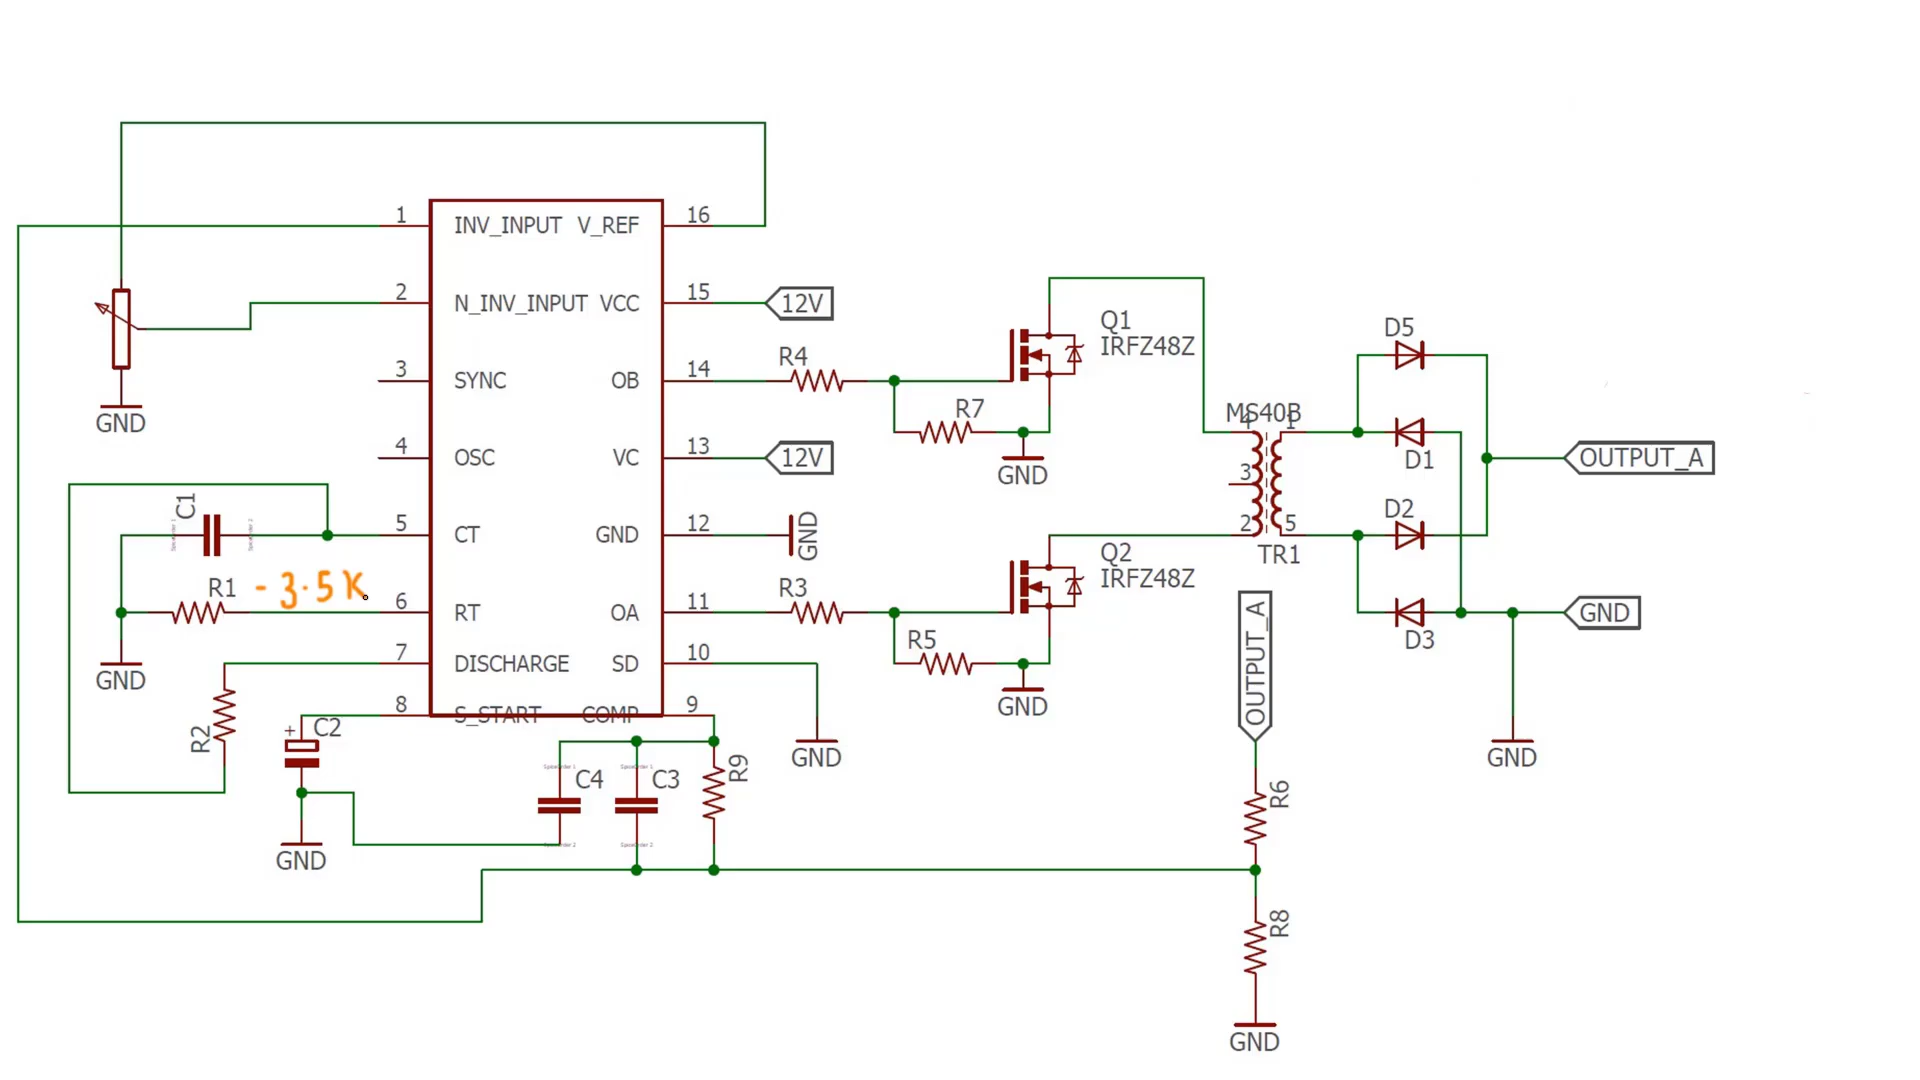 1 INV_INPUT V_REF 16
2 N_INV_INPUT VCC 15
12V
3 SYNC OB 14
4 OSC VC 13
12V
5 CT GND 12
GND
6 RT OA 11
7 DISCHARGE SD 10
8 S_START COMP 9
GND
C1
R1 - 3.5K
GND
R2
+ C2
GND
C4
C3
R9
GND
R4
R7
GND
Q1
IRFZ48Z
R3
R5
GND
Q2
IRFZ48Z
MS40B
4 1
3
2 5
TR1
D5
D1
D2
D3
OUTPUT_A
GND
GND
OUTPUT_A
R6
R8
GND